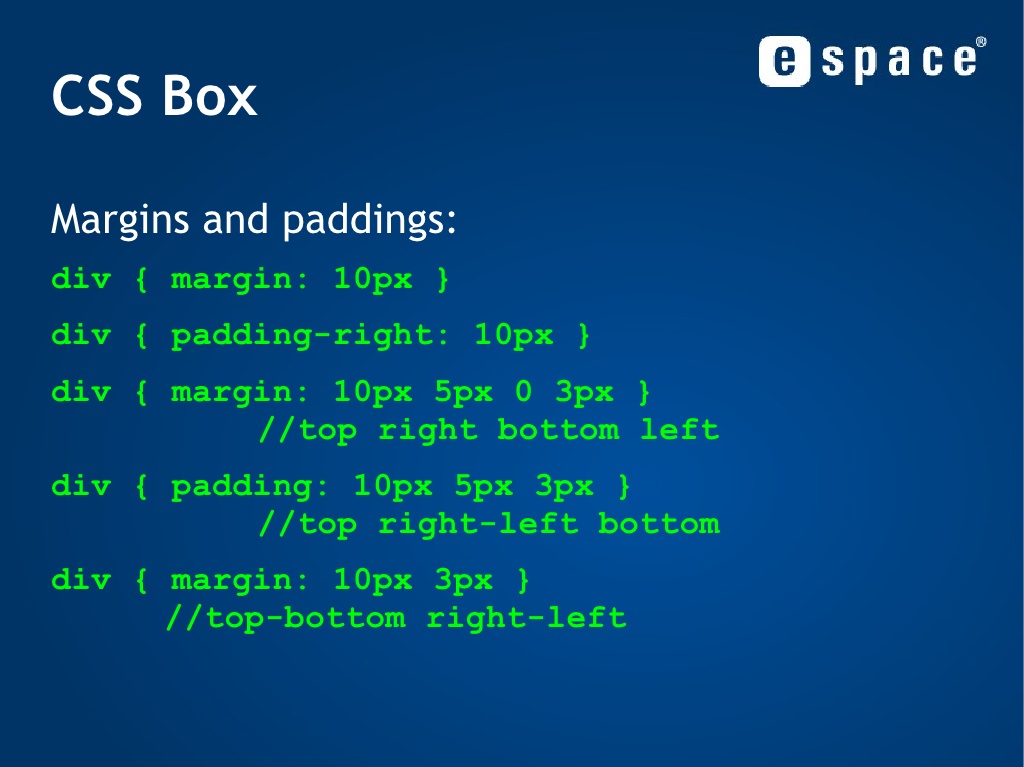 e space®
CSS Box
Margins and paddings:
div { margin: 10px }
div { padding-right: 10px }
div { margin: 10px 5px 0 3px }
//top right bottom left
div { padding: 10px 5px 3px }
//top right-left bottom
div { margin: 10px 3px }
//top-bottom right-left